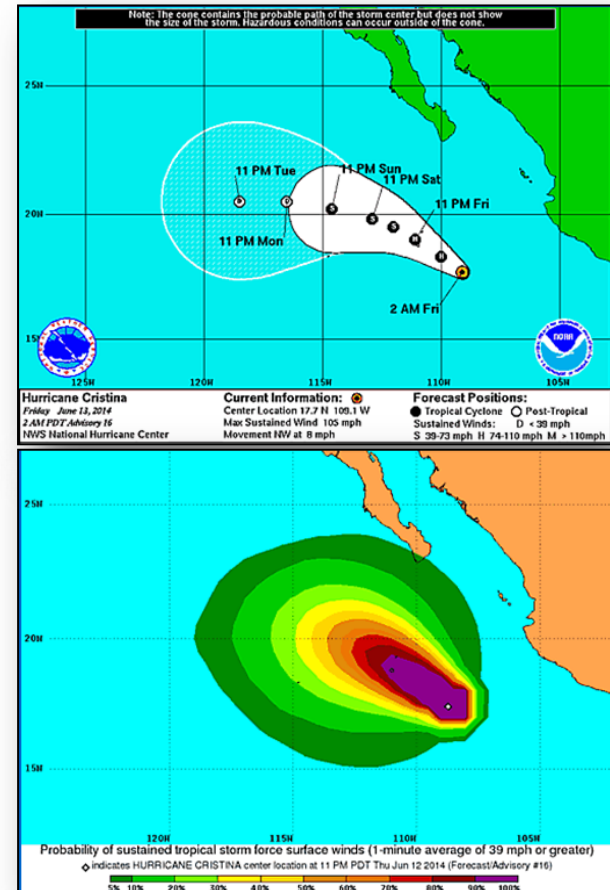 Note: The cone contains the probable path of the storm center but does not show
the size of the storm. Hazardous conditions can occur outside of the cone.
25N
11 PM Tue
11 PM Sun
11 PM Sat
20N
11 PM Fri
11 PM Mon
2 AM Fri
15N
NOAA
125W 120W 115W 110W 105W
Hurricane Cristina Current Information: Forecast Positions:
Friday June 13, 2014 Center Location 17.7 N 109.1 W Tropical Cyclone Post-Tropical
2 AM PDT Advisory 16 Max Sustained Wind 105 mph Sustained Winds: D < 39 mph
NWS National Hurricane Center Movement NW at 8 mph S 39-73 mph H 74-110 mph M > 110mph
25N
20N
15N
120W 115W 110W 105W
Probability of sustained tropical storm force surface winds (1-minute average of 39 mph or greater)
indicates HURRICANE CRISTINA center location at 11 PM PDT Thu Jun 12 2014 (Forecast/Advisory #16)
5% 10% 20% 30% 40% 50% 60% 70% 80% 90% 100%